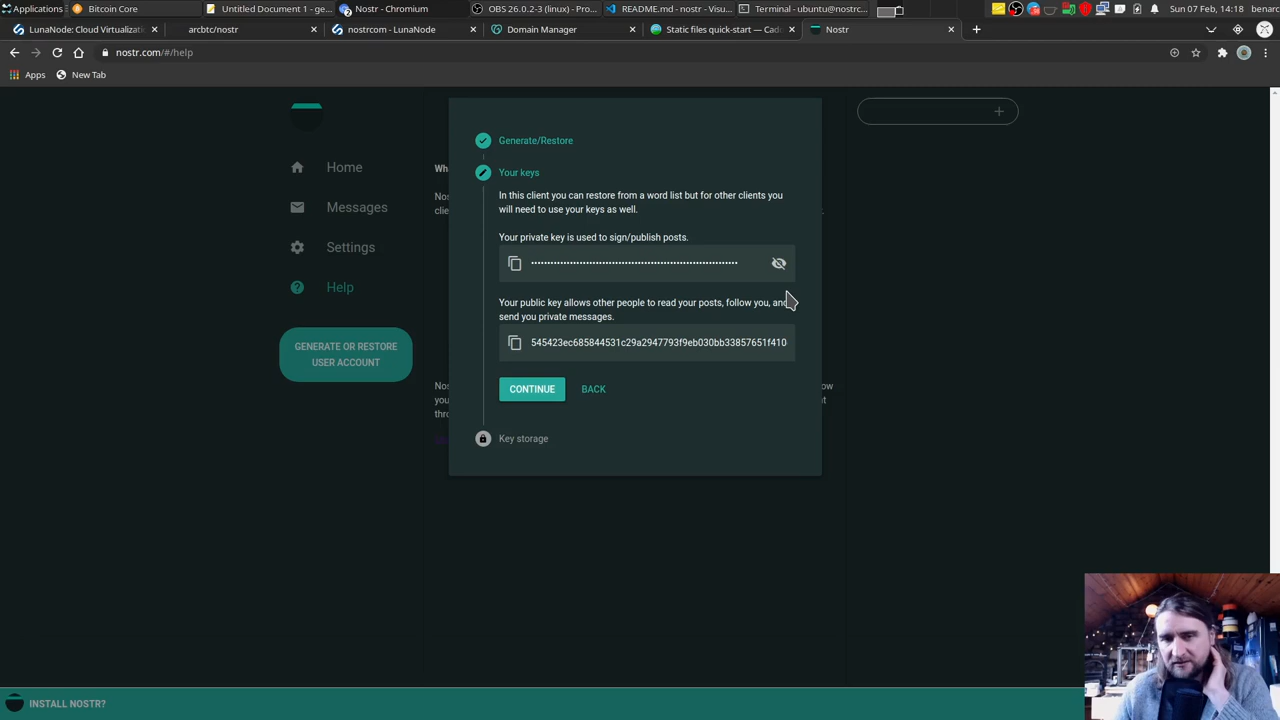 Applications
Bitcoin Core
Untitled Document 1 - ge...
Nostr - Chromium
OBS 26.0.2-3 (linux) - Pro...
README.md - nostr - Visu...
Terminal - ubuntu@nostrc...
Sun 07 Feb, 14:18
benarc
LunaNode: Cloud Virtualizati
arcbtc/nostr
nostrcom - LunaNode
Domain Manager
Static files quick-start — Cad
Nostr
nostr.com/#/help
Apps
New Tab
Home
Messages
Settings
Help
GENERATE OR RESTORE
USER ACCOUNT
Generate/Restore
Your keys
In this client you can restore from a word list but for other clients you
will need to use your keys as well.
Your private key is used to sign/publish posts.
Your public key allows other people to read your posts, follow you, and
send you private messages.
545423ec685844531c29a2947793f9eb030bb33857651f410
CONTINUE
BACK
Key storage
INSTALL NOSTR?